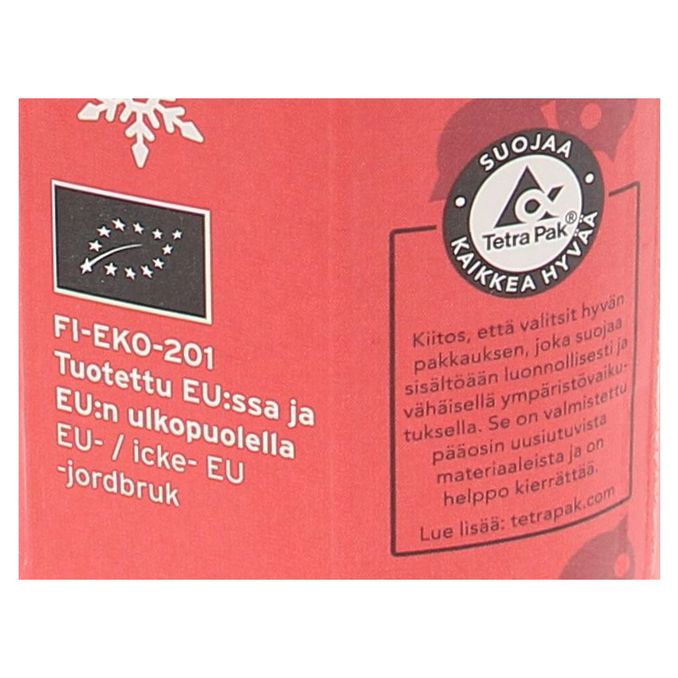 FI-EKO-201
Tuotettu EU:ssa ja
EU:n ulkopuolella
EU- / icke- EU
-jordbruk
SUOJAA
Tetra Pak®
KAIKKEA HYVÄÄ
Kiitos, että valitsit hyvän
pakkauksen, joka suojaa
sisältöään luonnollisesti ja
vähäisellä ympäristövaiku-
tuksella. Se on valmistettu
pääosin uusiutuvista
materiaaleista ja on
helppo kierrättää.
Lue lisää: tetrapak.com